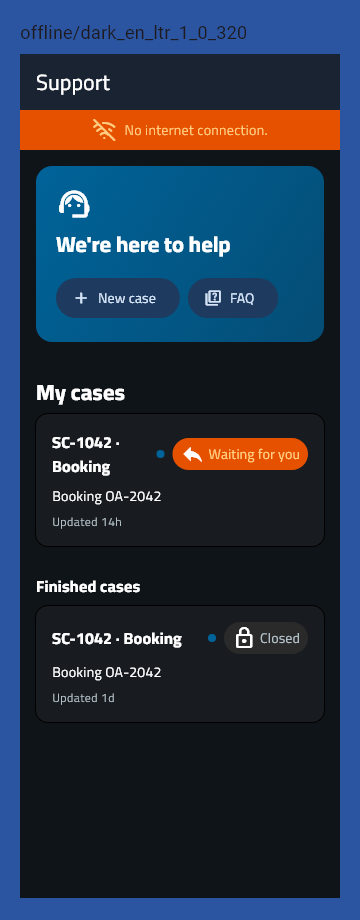 offline/dark_en_ltr_1_0_320
Support
No internet connection.
We're here to help
New case
FAQ
My cases
SC-1042 ·
Booking
Waiting for you
Booking OA-2042
Updated 14h
Finished cases
SC-1042 · Booking
Closed
Booking OA-2042
Updated 1d